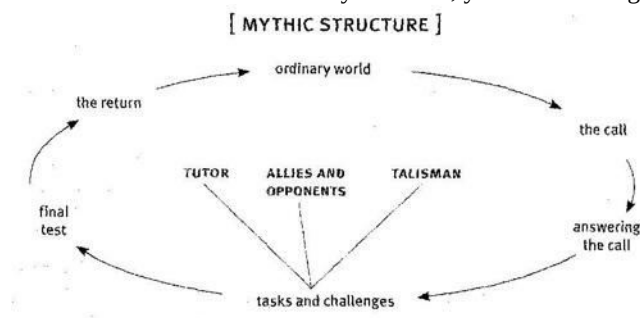 [ MYTHIC STRUCTURE ]
ordinary world
the return
the call
TUTOR
ALLIES AND
OPPONENTS
TALISMAN
final
test
answering
the call
tasks and challenges